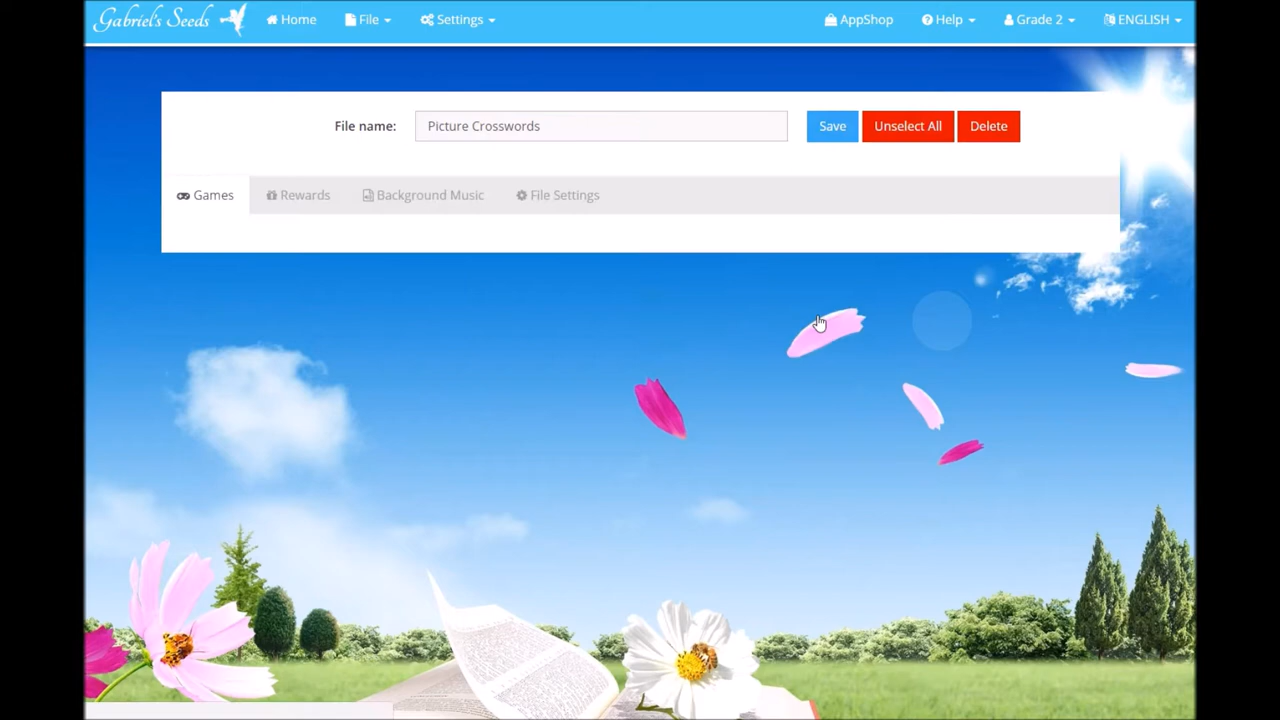 Gabriel's Seeds Home File Settings AppShop Help Grade 2 ENGLISH
File name: Picture Crosswords Save Unselect All Delete
Games Rewards Background Music File Settings